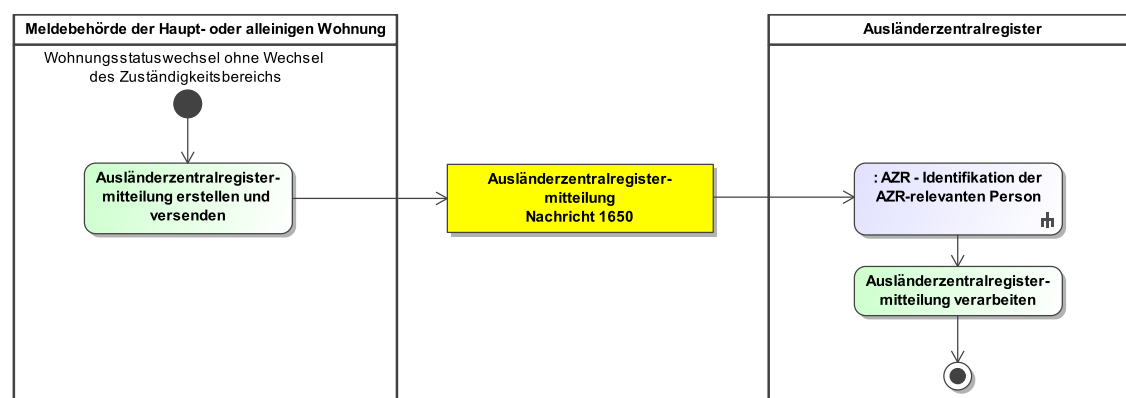 Meldebehörde der Haupt- oder alleinigen Wohnung
Wohnungsstatuswechsel ohne Wechsel
des Zuständigkeitsbereichs
Ausländerzentralregister-
mitteilung erstellen und
versenden
Ausländerzentralregister-
mitteilung
Nachricht 1650
Ausländerzentralregister
: AZR - Identifikation der
AZR-relevanten Person
Ausländerzentralregister-
mitteilung verarbeiten